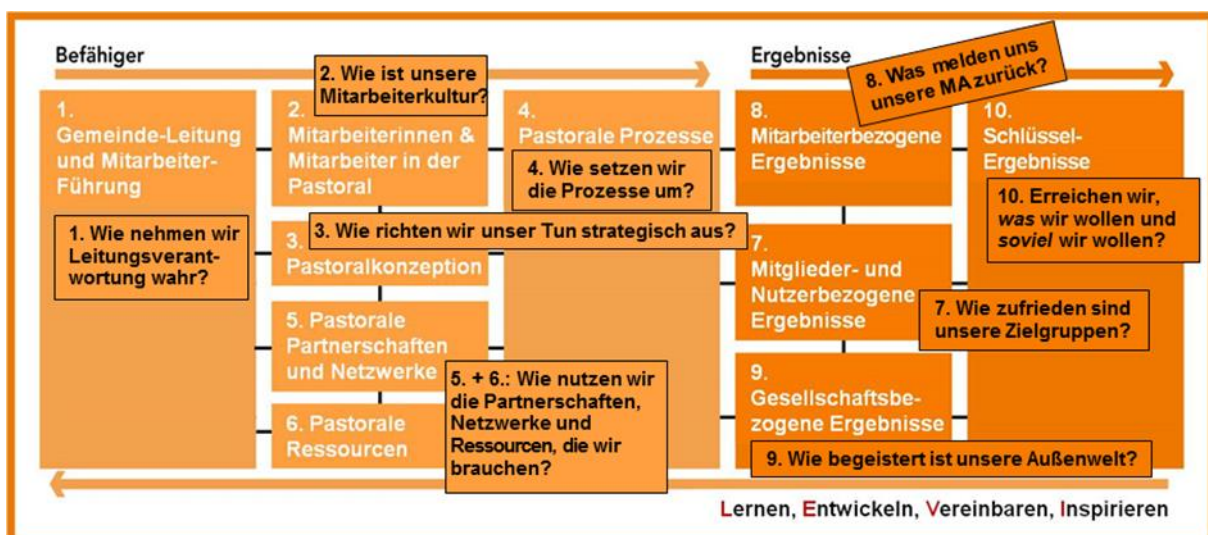 Befähiger
Ergebnisse
1.
Gemeinde-Leitung
und Mitarbeiter-
Führung
1. Wie nehmen wir
Leitungsverant-
wortung wahr?
2. Wie ist unsere
Mitarbeiterkultur?
2.
Mitarbeiterinnen &
Mitarbeiter in der
Pastoral
3. Wie richten wir unser Tun strategisch aus?
3.
Pastoralkonzeption
5. Pastorale
Partnerschaften
und Netzwerke
6. Pastorale
Ressourcen
4.
Pastorale Prozesse
4. Wie setzen wir
die Prozesse um?
5. + 6.: Wie nutzen wir
die Partnerschaften,
Netzwerke und
Ressourcen, die wir
brauchen?
8. Was melden uns
unsere MA zurück?
8.
Mitarbeiterbezogene
Ergebnisse
7.
Mitglieder- und
Nutzerbezogene
Ergebnisse
7. Wie zufrieden sind
unsere Zielgruppen?
9.
Gesellschaftsbe-
zogene Ergebnisse
9. Wie begeistert ist unsere Außenwelt?
10.
Schlüssel-
Ergebnisse
10. Erreichen wir,
was wir wollen und
soviel wir wollen?
Lernen, Entwickeln, Vereinbaren, Inspirieren